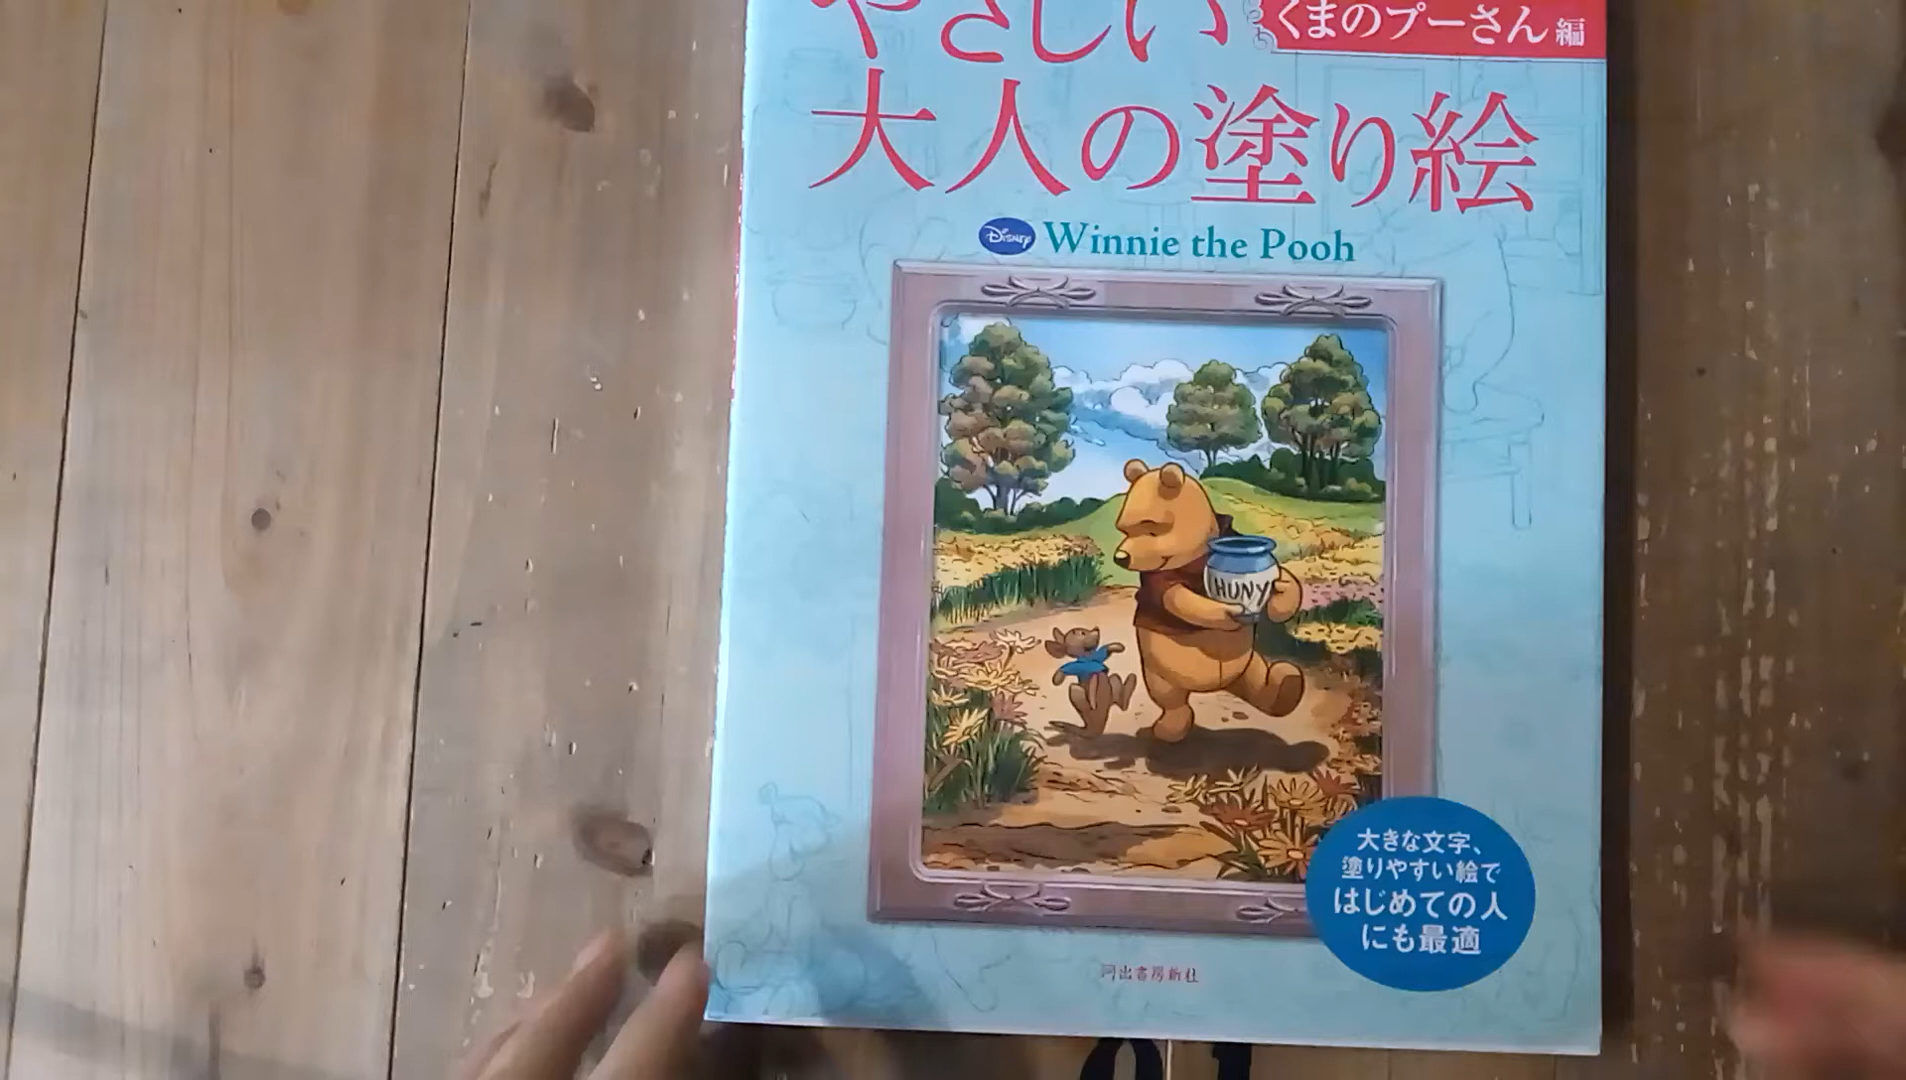 やさしい
くまのプーさん編
大人の塗り絵
Disney Winnie the Pooh
HUNY
大きな文字、
塗りやすい絵で
はじめての人
にも最適
河出書房新社